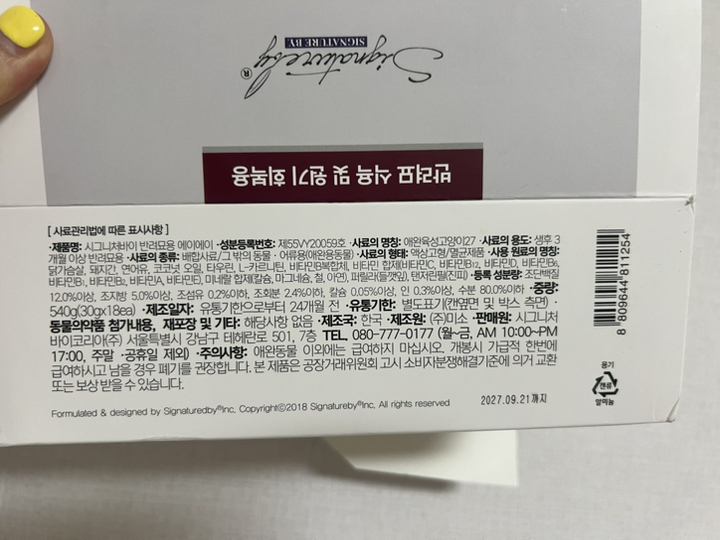 Signatureby®
SIGNATURE BY
반려묘 식욕 및 원기 회복용
[ 사료관리법에 따른 표시사항 ]
·제품명: 시그니처바이 반려묘용 에이에이 ·성분등록번호: 제55VY20059호 ·사료의 명칭: 애완육성고양이27 ·사료의 용도: 생후 3
개월 이상 반려묘용 ·사료의 종류: 배합사료/그 밖의 동물 · 어류용(애완동물용) ·사료의 형태: 액상고형/멸균제품 ·사용 원료의 명칭:
닭가슴살, 돼지간, 연어유, 코코넛 오일, 타우린, L-카르니틴, 비타민B복합제, 비타민 합제(비타민C, 비타민B12, 비타민D, 비타민B6,
비타민B1, 비타민B2, 비타민A, 비타민E), 미네랄 합제(칼슘, 마그네슘, 철, 아연), 퍼릴라(들깻잎), 탠저린(진피) ·등록 성분량: 조단백질
12.0%이상, 조지방 5.0%이상, 조섬유 0.2%이하, 조회분 2.4%이하, 칼슘 0.05%이상, 인 0.3%이상, 수분 80.0%이하 ·중량:
540g(30gx18ea) ·제조일자: 유통기한으로부터 24개월 전 ·유통기한: 별도표기(캔옆면 및 박스 측면) ·
동물의약품 첨가내용, 재포장 및 기타: 해당사항 없음 ·제조국: 한국 ·제조원: (주)미소 ·판매원: 시그니처
바이코리아(주) 서울특별시 강남구 테헤란로 501, 7층 TEL, 080-777-0177 (월~금, AM 10:00~PM
17:00, 주말 ·공휴일 제외) ·주의사항: 애완동물 이외에는 급여하지 마십시오. 개봉시 가급적 한번에
급여하시고 남을 경우 폐기를 권장합니다. 본 제품은 공장거래위원회 고시 소비자분쟁해결기준에 의거 교환
또는 보상 받을 수 있습니다.
Formulated & designed by Signaturedby®Inc, Copyrightⓒ2018 Signatureby®Inc, All rights reserved
2027.09.21까지
8 809644 811254
용기
캔류
알미늄